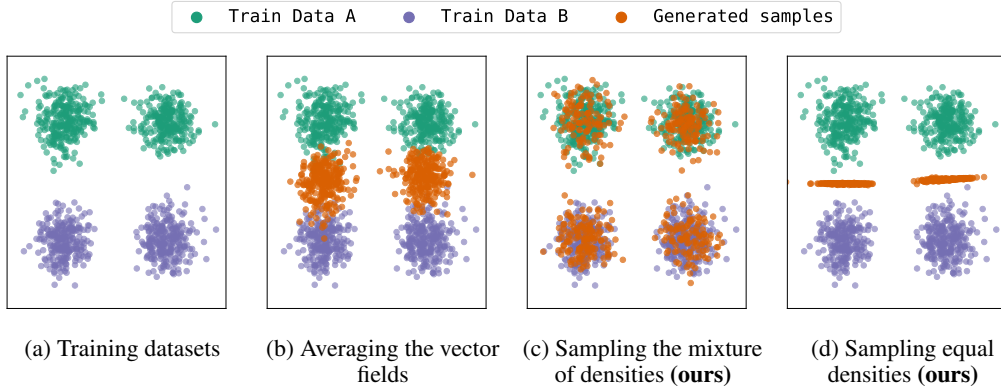 Train Data A Train Data B Generated samples
(a) Training datasets
(b) Averaging the vector
fields
(c) Sampling the mixture
of densities (ours)
(d) Sampling equal
densities (ours)